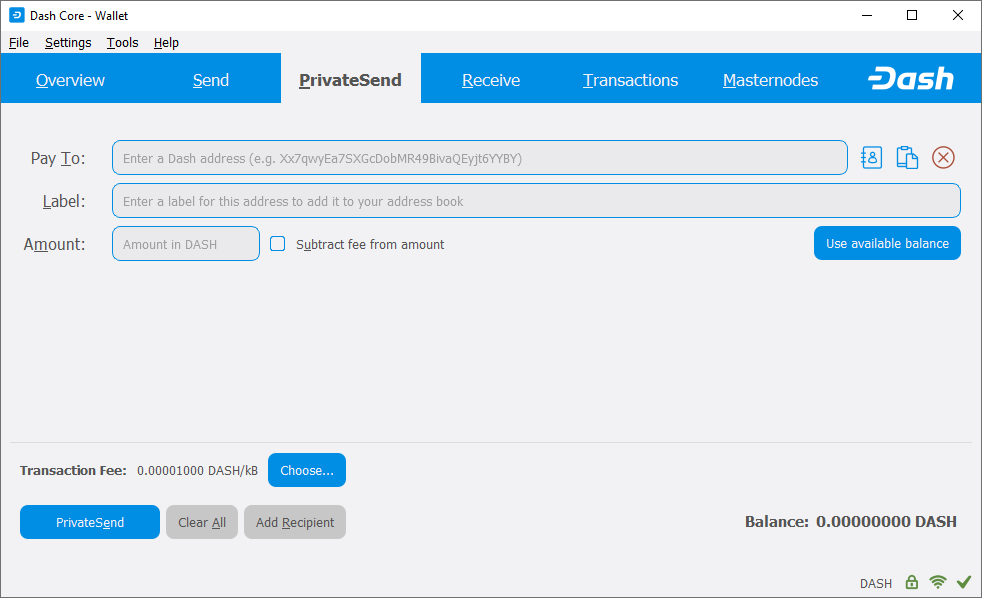 Dash Core - Wallet
File Settings Tools Help
Overview Send PrivateSend Receive Transactions Masternodes Dash
Pay To: Enter a Dash address (e.g. Xx7qwyEa7SXGcDobMR49BivaQEyjt6YYBY)
Label: Enter a label for this address to add it to your address book
Amount: Amount in DASH Subtract fee from amount Use available balance
Transaction Fee: 0.00001000 DASH/kB Choose...
PrivateSend Clear All Add Recipient Balance: 0.00000000 DASH
DASH